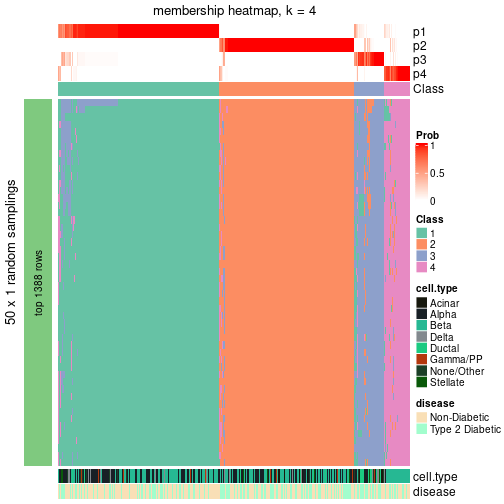 membership heatmap, k = 4
p1
p2
p3
p4
Class
50 x 1 random samplings
top 1388 rows
Prob
1
0.5
0
Class
1
2
3
4
cell.type
Acinar
Alpha
Beta
Delta
Ductal
Gamma/PP
None/Other
Stellate
disease
Non-Diabetic
Type 2 Diabetic
cell.type
disease